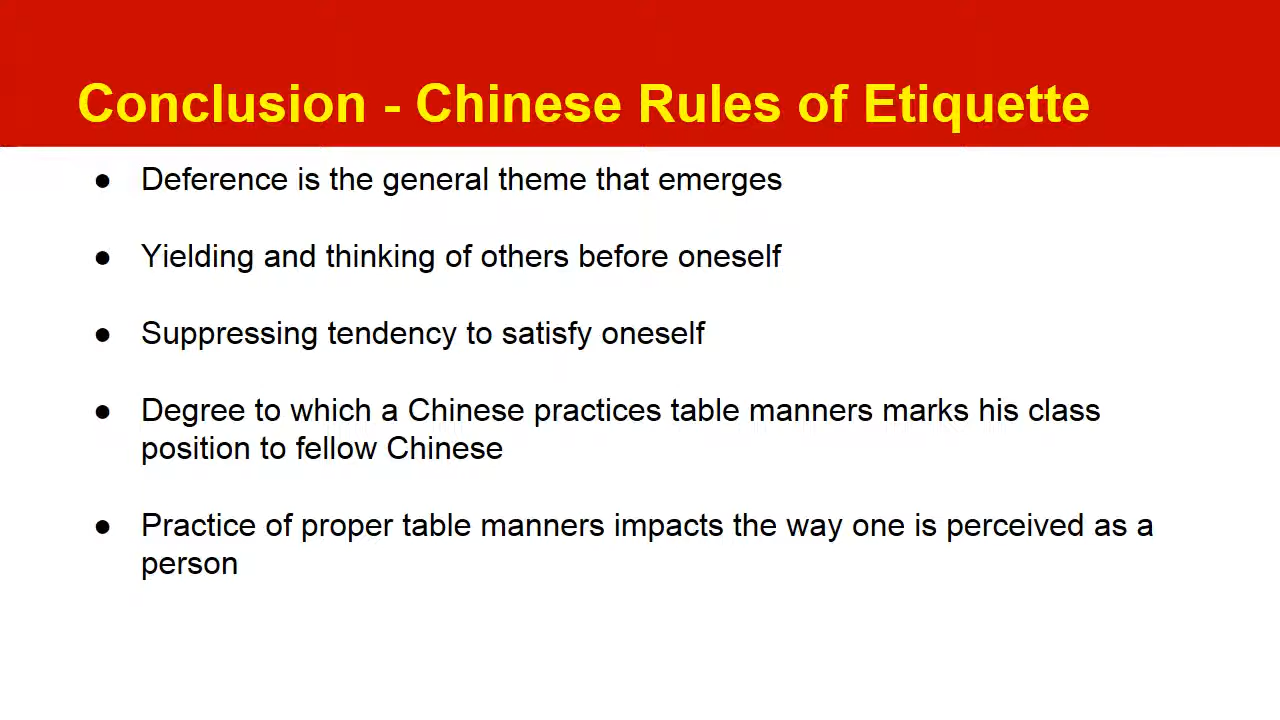 Conclusion - Chinese Rules of Etiquette
● Deference is the general theme that emerges
● Yielding and thinking of others before oneself
● Suppressing tendency to satisfy oneself
● Degree to which a Chinese practices table manners marks his class
position to fellow Chinese
● Practice of proper table manners impacts the way one is perceived as a
person